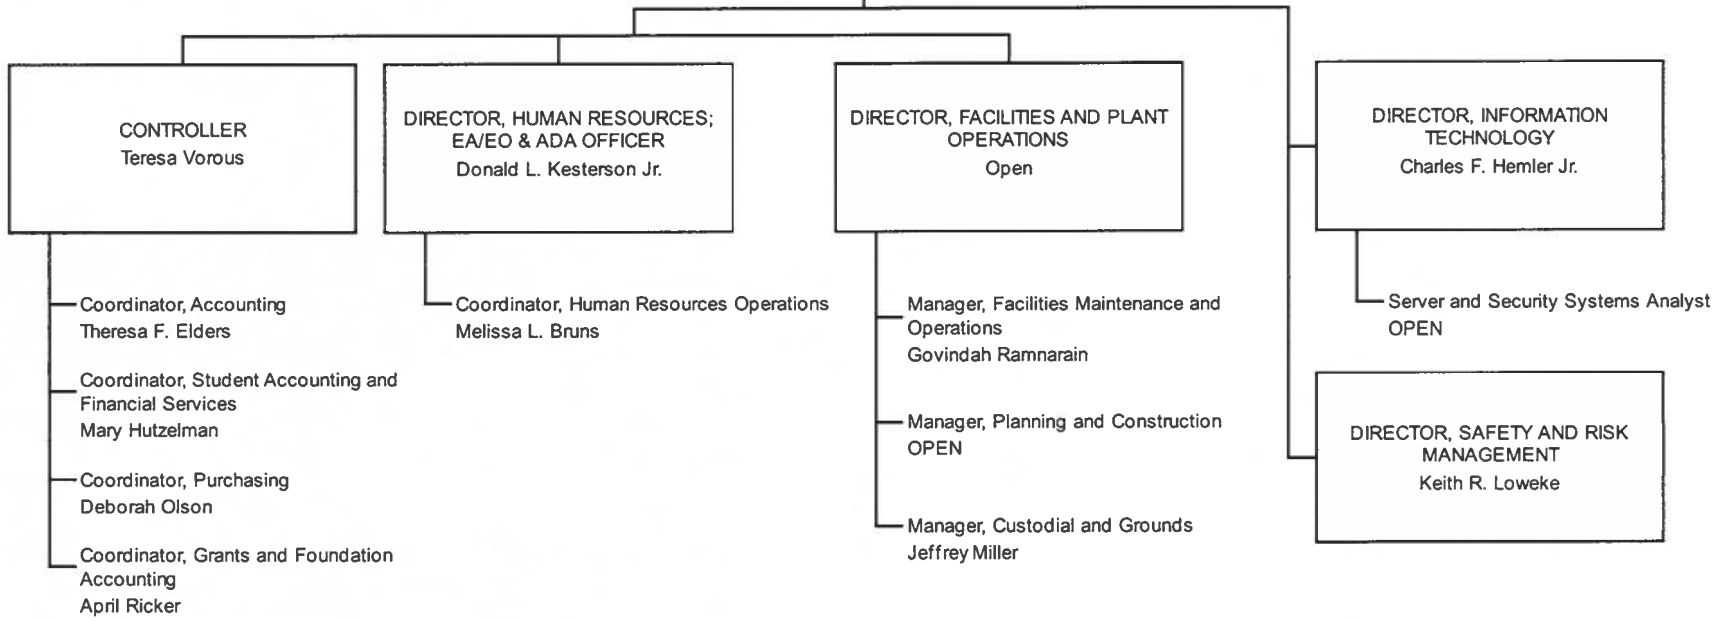 CONTROLLER
Teresa Vorous
DIRECTOR, HUMAN RESOURCES;
EA/EO & ADA OFFICER
Donald L. Kesterson Jr.
DIRECTOR, FACILITIES AND PLANT
OPERATIONS
Open
DIRECTOR, INFORMATION
TECHNOLOGY
Charles F. Hemler Jr.
Coordinator, Accounting
Theresa F. Elders
Coordinator, Student Accounting and
Financial Services
Mary Hutzelman
Coordinator, Purchasing
Deborah Olson
Coordinator, Grants and Foundation
Accounting
April Ricker
Coordinator, Human Resources Operations
Melissa L. Bruns
Manager, Facilities Maintenance and
Operations
Govindah Ramnarain
Manager, Planning and Construction
OPEN
Manager, Custodial and Grounds
Jeffrey Miller
Server and Security Systems Analyst
OPEN
DIRECTOR, SAFETY AND RISK
MANAGEMENT
Keith R. Loweke